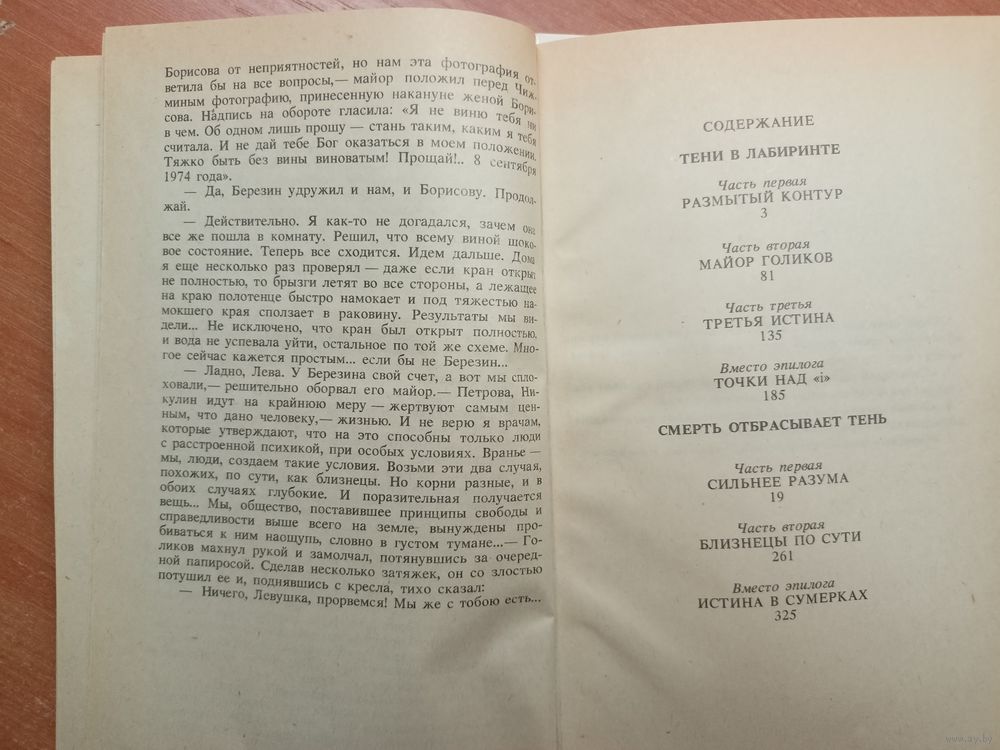 Борисова от неприятностей, но нам эта фотография от-
ветила бы на все вопросы,— майор положил перед Чиж-
миным фотографию, принесенную накануне женой Бори-
сова. Надпись на обороте гласила: «Я не виню тебя ни
в чем. Об одном лишь прошу — стань таким, каким я тебя
считала. И не дай тебе Бог оказаться в моем положении.
Тяжко быть без вины виноватым! Прощай!.. 8 сентября
1974 года».
— Да, Березин удружил и нам, и Борисову. Продол-
жай.
— Действительно. Я как-то не догадался, зачем она
все же пошла в комнату. Решил, что всему виной шоко-
вое состояние. Теперь все сходится. Идем дальше. Дома
я еще несколько раз проверял — даже если кран открыт
не полностью, то брызги летят во все стороны, а лежащее
на краю полотенце быстро намокает и под тяжестью на-
мокшего края сползает в раковину. Результаты мы ви-
дели... Не исключено, что кран был открыт полностью,
и вода не успевала уйти, остальное по той же схеме. Мно-
гое сейчас кажется простым... если бы не Березин...
— Ладно, Лева. У Березина свой счет, а вот мы спло-
ховали,— решительно оборвал его майор.— Петрова, Ни-
кулин идут на крайнюю меру — жертвуют самым цен-
ным, что дано человеку,— жизнью. И не верю я врачам,
которые утверждают, что на это способны только люди
с расстроенной психикой, при особых условиях. Вранье —
мы, люди, создаем такие условия. Возьми эти два случая,
похожих, по сути, как близнецы. Но корни разные, и в
обоих случаях глубокие. И поразительная получается
вещь... Мы, общество, поставившее принципы свободы и
справедливости выше всего на земле, вынуждены про-
биваться к ним наощупь, словно в густом тумане...— Го-
ликов махнул рукой и замолчал, потянувшись за очеред-
ной папиросой. Сделав несколько затяжек, он со злостью
потушил ее и, поднявшись с кресла, тихо сказал:
— Ничего, Левушка, прорвемся! Мы же с тобою есть...
СОДЕРЖАНИЕ
ТЕНИ В ЛАБИРИНТЕ
Часть первая
РАЗМЫТЫЙ КОНТУР
3
Часть вторая
МАЙОР ГОЛИКОВ
81
Часть третья
ТРЕТЬЯ ИСТИНА
135
Вместо эпилога
ТОЧКИ НАД «i»
185
СМЕРТЬ ОТБРАСЫВАЕТ ТЕНЬ
Часть первая
СИЛЬНЕЕ РАЗУМА
19
Часть вторая
БЛИЗНЕЦЫ ПО СУТИ
261
Вместо эпилога
ИСТИНА В СУМЕРКАХ
325
www.ay.by